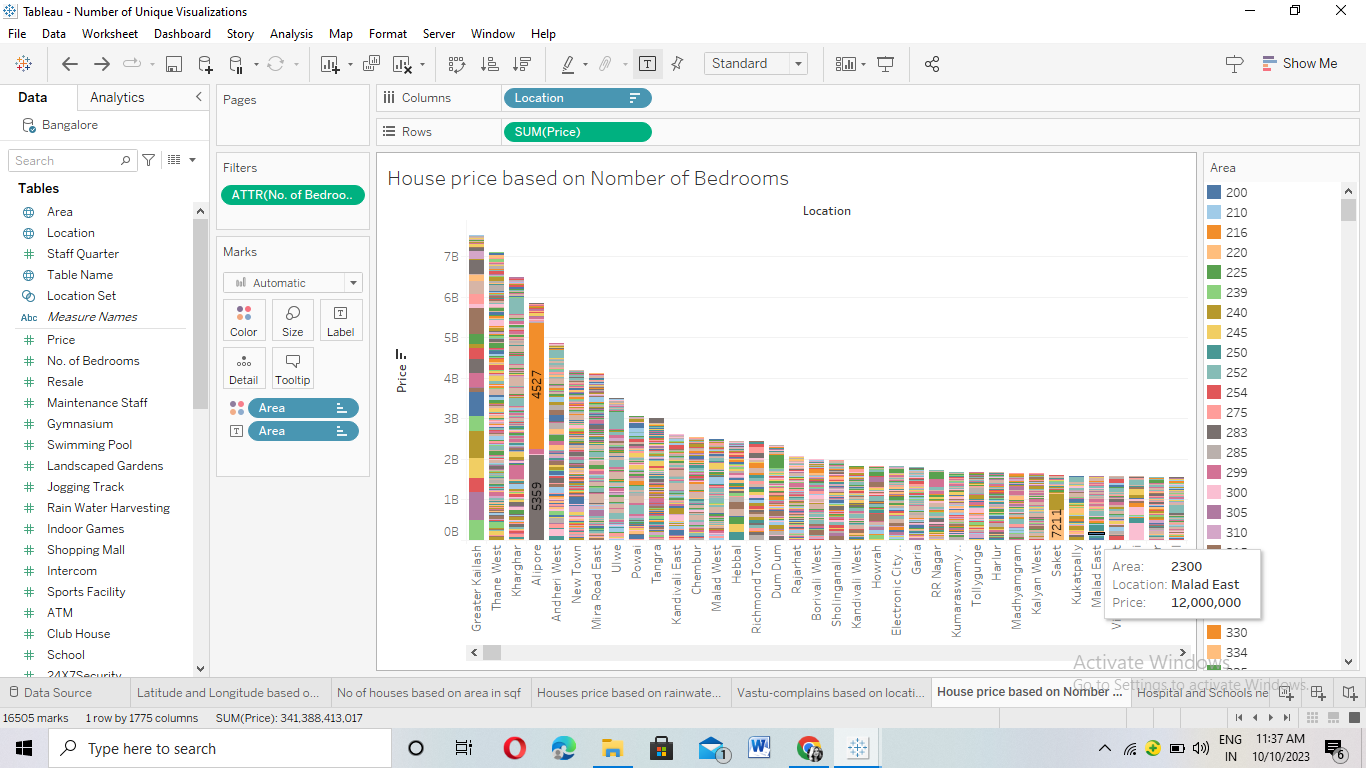 Tableau - Number of Unique Visualizations
File Data Worksheet Dashboard Story Analysis Map Format Server Window Help
Standard
Show Me
Data Analytics
Bangalore
Search
Tables
Area
Location
Staff Quarter
Table Name
Location Set
Abc Measure Names
Price
No. of Bedrooms
Resale
Maintenance Staff
Gymnasium
Swimming Pool
Landscaped Gardens
Jogging Track
Rain Water Harvesting
Indoor Games
Shopping Mall
Intercom
Sports Facility
ATM
Club House
School
24X7Security
Pages
Filters
ATTR(No. of Bedroo..
Marks
Automatic
Color Size Label
Detail Tooltip
Area
Area
Columns Location
Rows SUM(Price)
House price based on Nomber of Bedrooms
Location
Price
7B
6B
5B
4B
3B
2B
1B
0B
4527
5359
7211
Greater Kailash
Thane West
Kharghar
Alipore
Andheri West
New Town
Mira Road East
Ulwe
Powai
Tangra
Kandivali East
Chembur
Malad West
Hebbal
Richmond Town
Dum Dum
Rajarhat
Borivali West
Sholinganallur
Kandivali West
Howrah
Electronic City ..
Garia
RR Nagar
Kumaraswamy ..
Tollygunge
Harlur
Madhyamgram
Kalyan West
Saket
Kukatpally
Malad East
Area: 2300
Location: Malad East
Price: 12,000,000
Area
200
210
216
220
225
239
240
245
250
252
254
275
283
285
299
300
305
310
330
334
Activate Windows
Go to Settings to activate Windows.
Data Source
Latitude and Longitude based o...
No of houses based on area in sqf
Houses price based on rainwate...
Vastu-complains based on locati...
House price based on Nomber ...
Hospital and Schools ne
16505 marks 1 row by 1775 columns SUM(Price): 341,388,413,017
Type here to search
1
ENG
IN
11:37 AM
10/10/2023
6